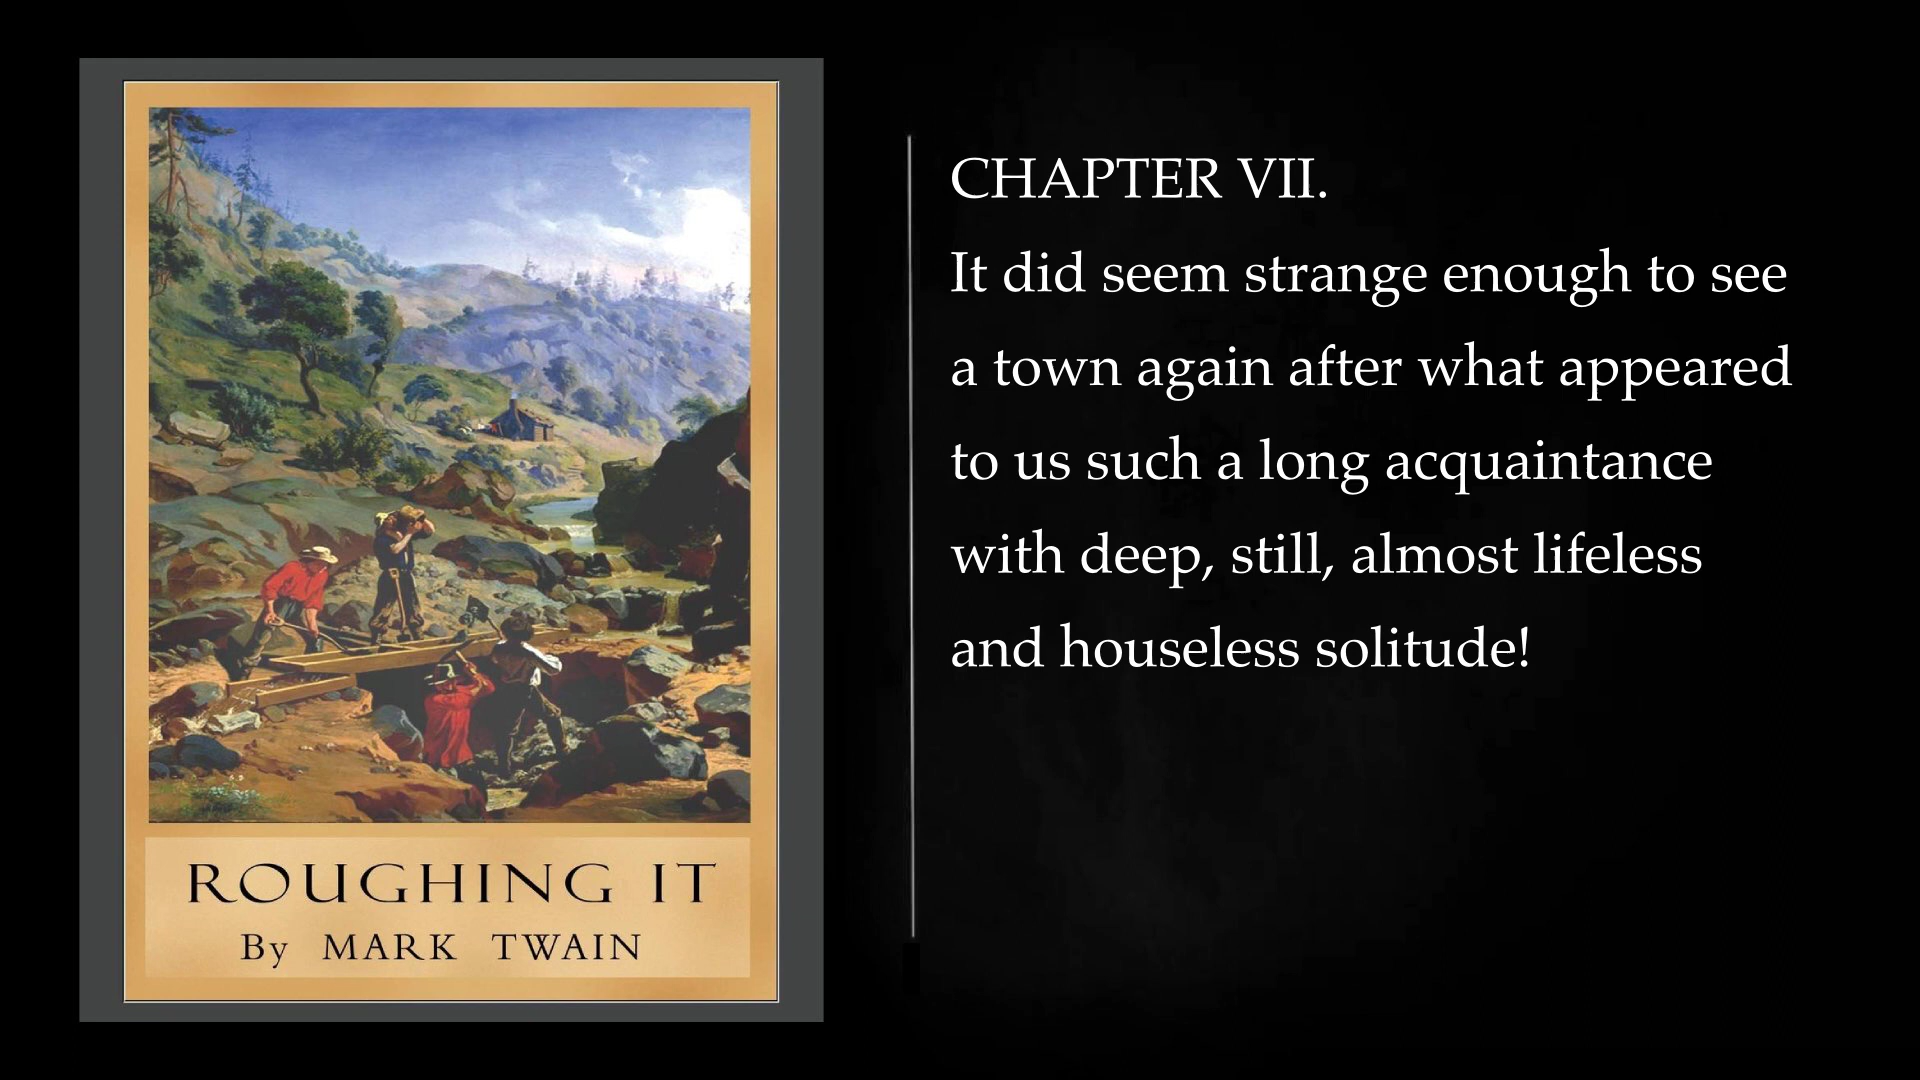 ROUGHING IT
By MARK TWAIN
CHAPTER VII.
It did seem strange enough to see
a town again after what appeared
to us such a long acquaintance
with deep, still, almost lifeless
and houseless solitude!